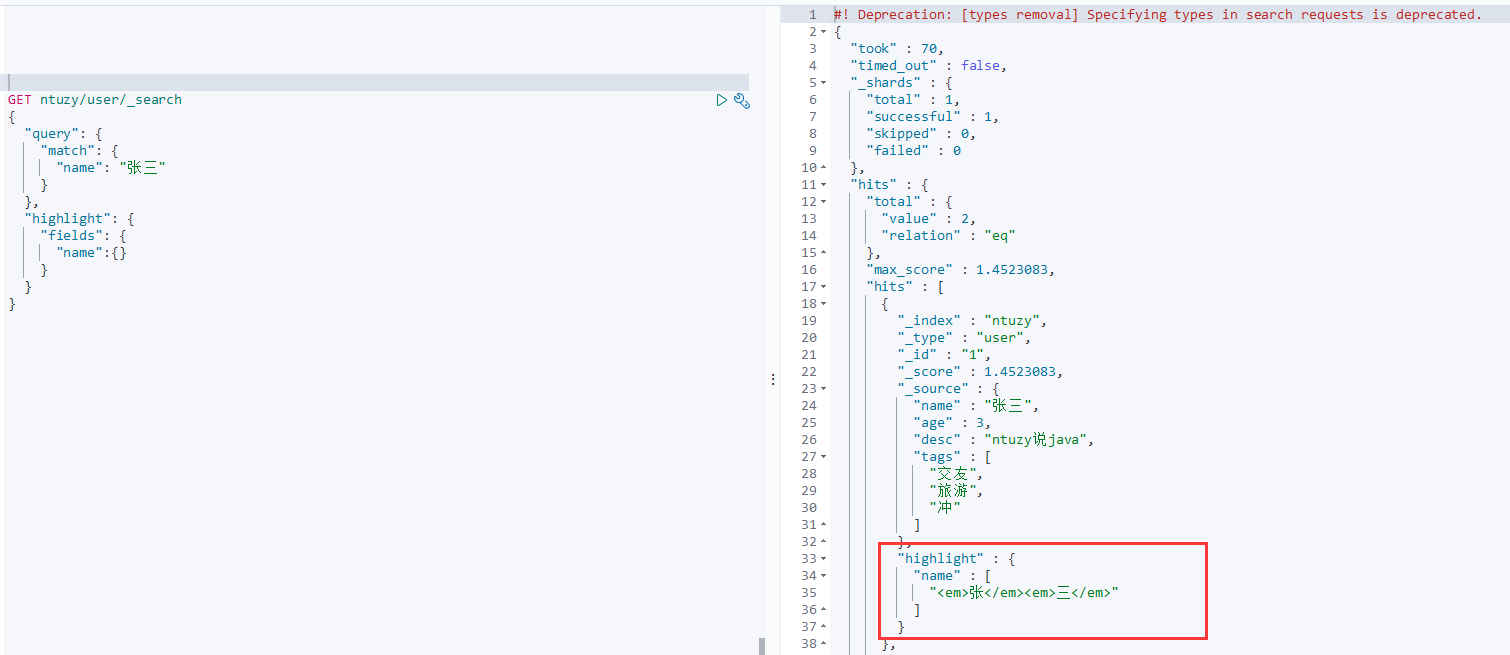 GET ntuzy/user/_search
{
  "query": {
    "match": {
      "name": "张三"
    }
  },
  "highlight": {
    "fields": {
      "name":{}
    }
  }
}
1 #! Deprecation: [types removal] Specifying types in search requests is deprecated.
2 {
3   "took" : 70,
4   "timed_out" : false,
5   "_shards" : {
6     "total" : 1,
7     "successful" : 1,
8     "skipped" : 0,
9     "failed" : 0
10   },
11   "hits" : {
12     "total" : {
13       "value" : 2,
14       "relation" : "eq"
15     },
16     "max_score" : 1.4523083,
17     "hits" : [
18       {
19         "_index" : "ntuzy",
20         "_type" : "user",
21         "_id" : "1",
22         "_score" : 1.4523083,
23         "_source" : {
24           "name" : "张三",
25           "age" : 3,
26           "desc" : "ntuzy说java",
27           "tags" : [
28             "交友",
29             "旅游",
30             "冲"
31           ]
32         },
33         "highlight" : {
34           "name" : [
35             "<em>张</em><em>三</em>"
36           ]
37         }
38       },